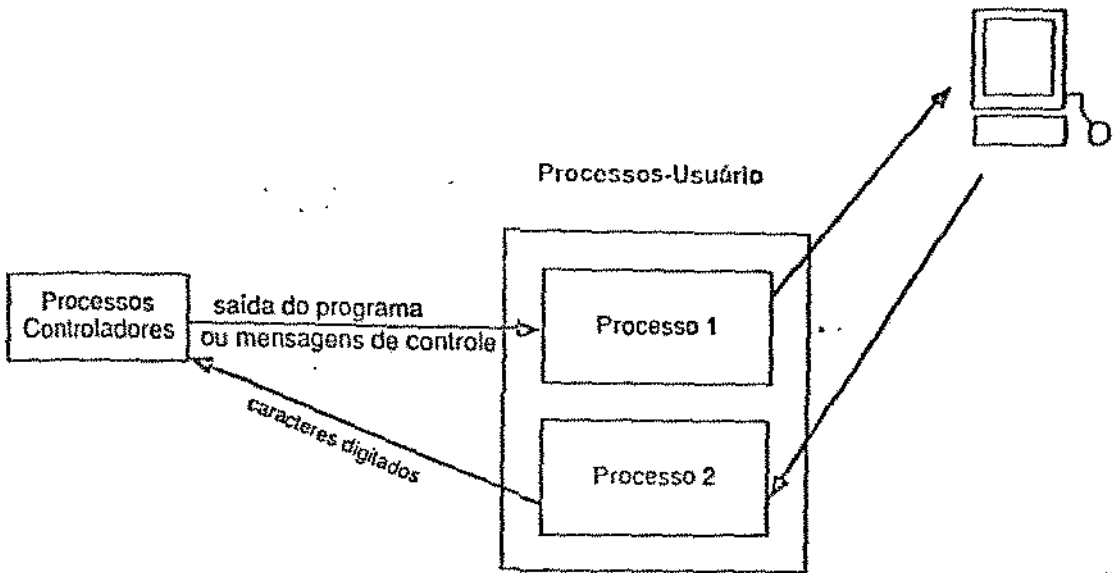 Processos-Usuário
Processos
Controladores
saída do programa
ou mensagens de controle
Processo 1
caracteres digitados
Processo 2